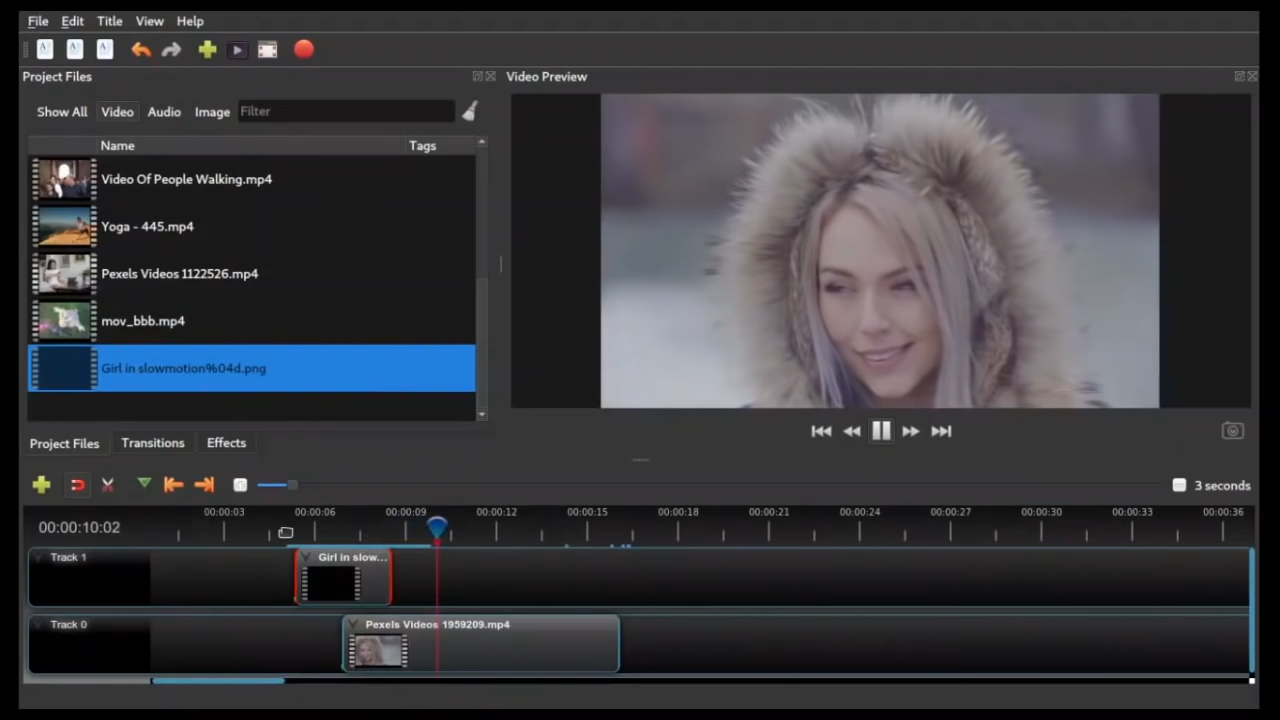 File Edit Title View Help
Project Files
Video Preview
Show All Video Audio Image Filter
Name Tags
Video Of People Walking.mp4
Yoga - 445.mp4
Pexels Videos 1122526.mp4
mov_bbb.mp4
Girl in slowmotion%04d.png
Project Files Transitions Effects
3 seconds
00:00:10:02
00:00:03 00:00:06 00:00:09 00:00:12 00:00:15 00:00:18 00:00:21 00:00:24 00:00:27 00:00:30 00:00:33 00:00:36
Track 1
Girl in slow...
Track 0
Pexels Videos 1959209.mp4